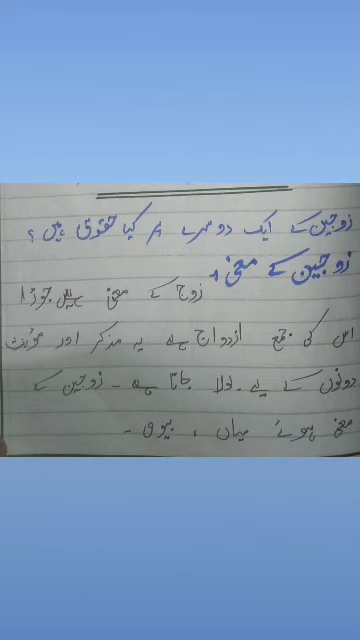 زوجین کے ایک دوسرے پر کیا حقوق ہیں؟
زوجین کے معنی:
زوج کے معنی ہیں جوڑا
اس کی جمع ازدواج ہے یہ مذکر اور مؤنث
دونوں کے لیے بولا جاتا ہے۔ زوجین کے
معنی ہوئے میاں، بیوی۔